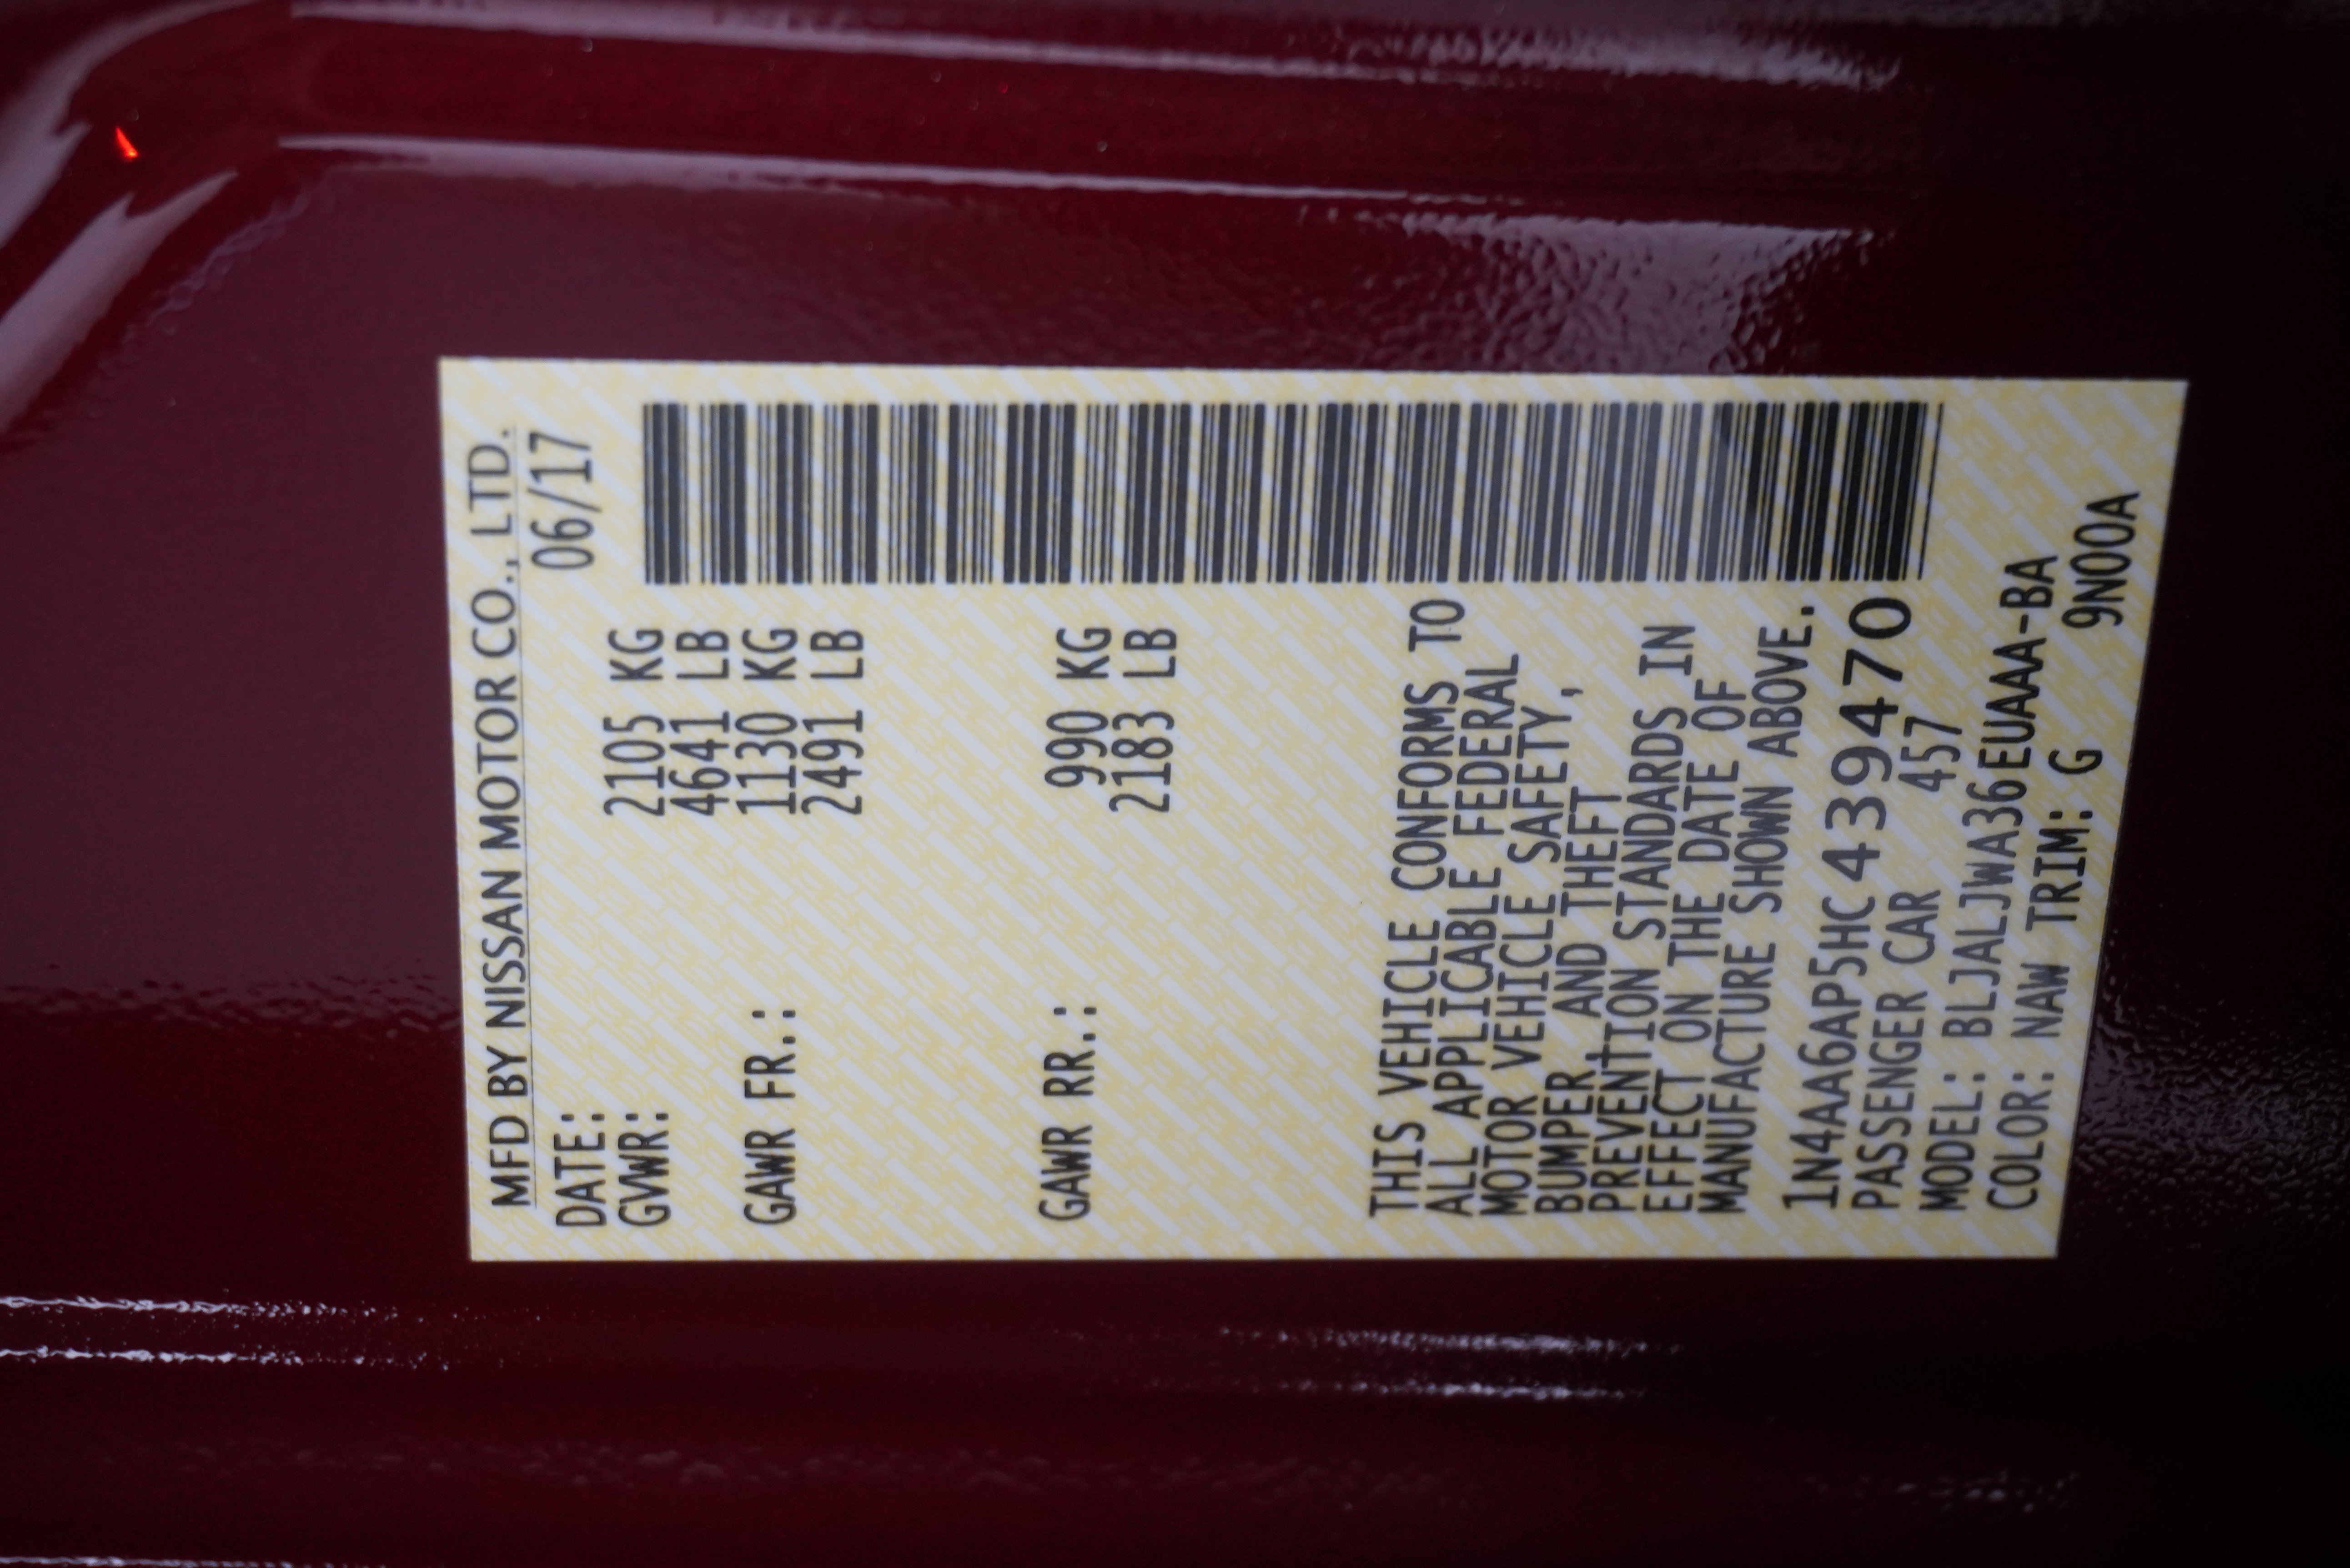 MFD BY NISSAN MOTOR CO., LTD.
DATE: 06/17
GVWR: 2105 KG
4641 LB
GAWR FR.: 1130 KG
2491 LB
GAWR RR.: 990 KG
2183 LB
THIS VEHICLE CONFORMS TO
ALL APPLICABLE FEDERAL
MOTOR VEHICLE SAFETY,
BUMPER, AND THEFT
PREVENTION STANDARDS IN
EFFECT ON THE DATE OF
MANUFACTURE SHOWN ABOVE.
1N4AA6AP5HC439470
PASSENGER CAR 457
MODEL: BLJALJWA36EUAAA-BA
COLOR: NAW TRIM: G 9N00A